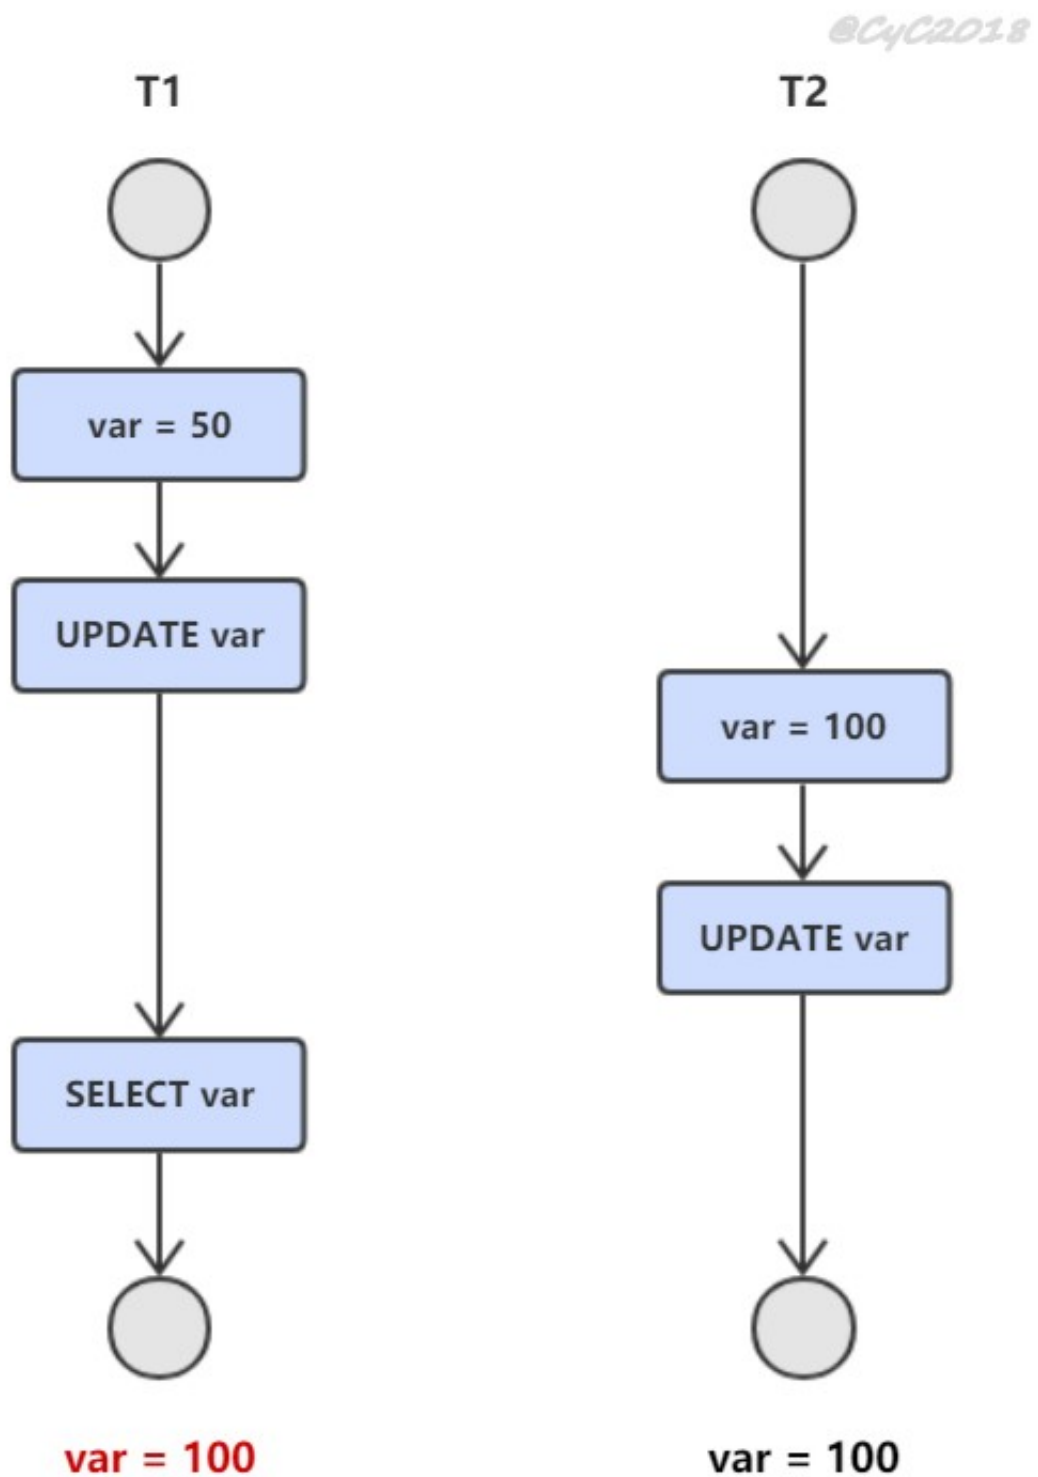 @CyC2018
T1
T2
var = 50
UPDATE var
var = 100
UPDATE var
SELECT var
var = 100
var = 100